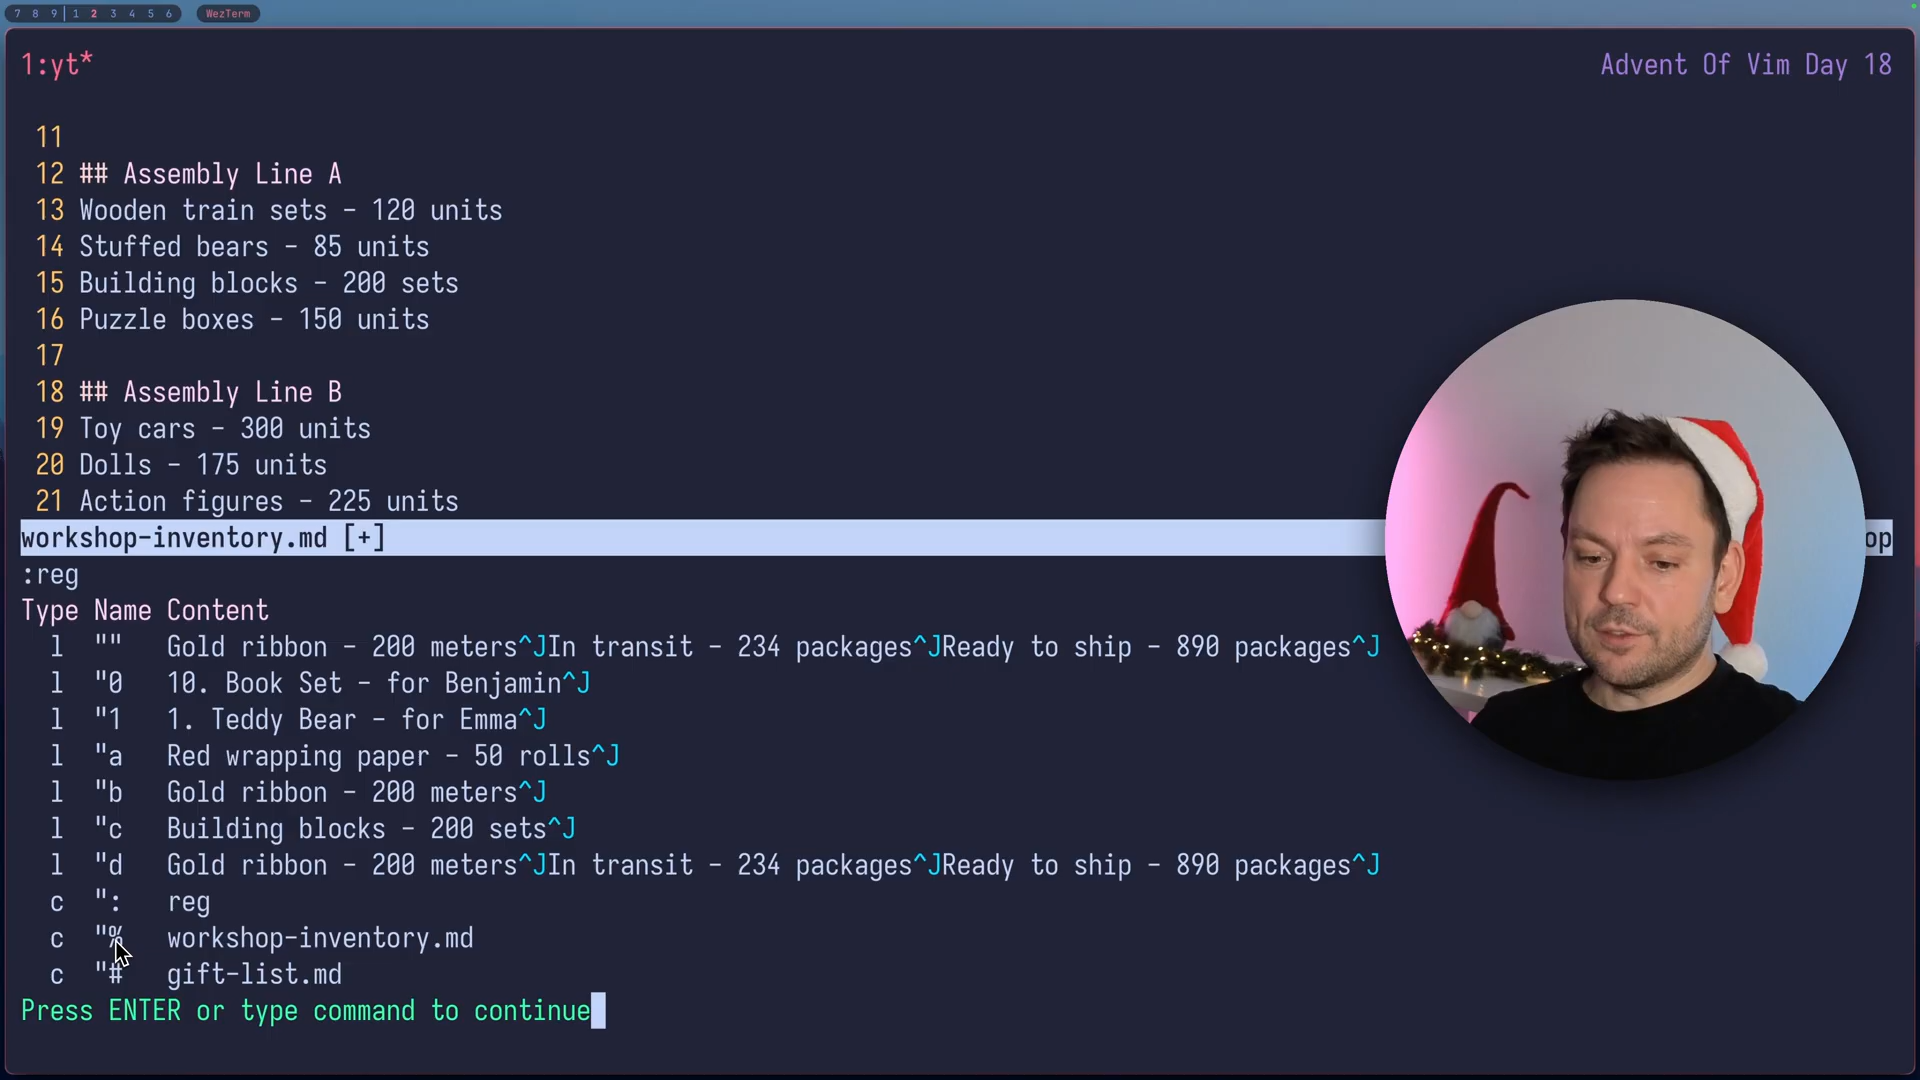 7 8 9 1 2 3 4 5 6 WezTerm
1:yt* Advent Of Vim Day 18
11
12 ## Assembly Line A
13 Wooden train sets - 120 units
14 Stuffed bears - 85 units
15 Building blocks - 200 sets
16 Puzzle boxes - 150 units
17
18 ## Assembly Line B
19 Toy cars - 300 units
20 Dolls - 175 units
21 Action figures - 225 units
workshop-inventory.md [+] op
:reg
Type Name Content
l "" Gold ribbon - 200 meters^JIn transit - 234 packages^JReady to ship - 890 packages^J
l "0 10. Book Set - for Benjamin^J
l "1 1. Teddy Bear - for Emma^J
l "a Red wrapping paper - 50 rolls^J
l "b Gold ribbon - 200 meters^J
l "c Building blocks - 200 sets^J
l "d Gold ribbon - 200 meters^JIn transit - 234 packages^JReady to ship - 890 packages^J
c ": reg
c "% workshop-inventory.md
c "# gift-list.md
Press ENTER or type command to continue